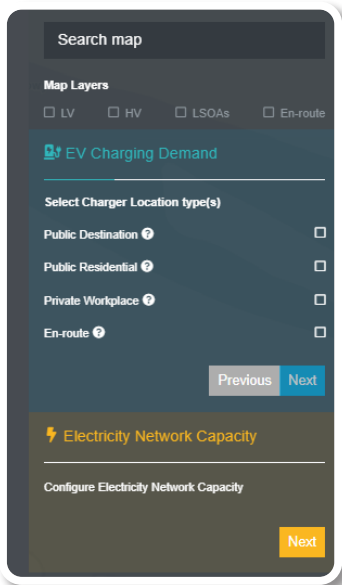 Search map
Map Layers
LV HV LSOAs En-route
EV Charging Demand
Select Charger Location type(s)
Public Destination ?
Public Residential ?
Private Workplace ?
En-route ?
Previous Next
Electricity Network Capacity
Configure Electricity Network Capacity
Next